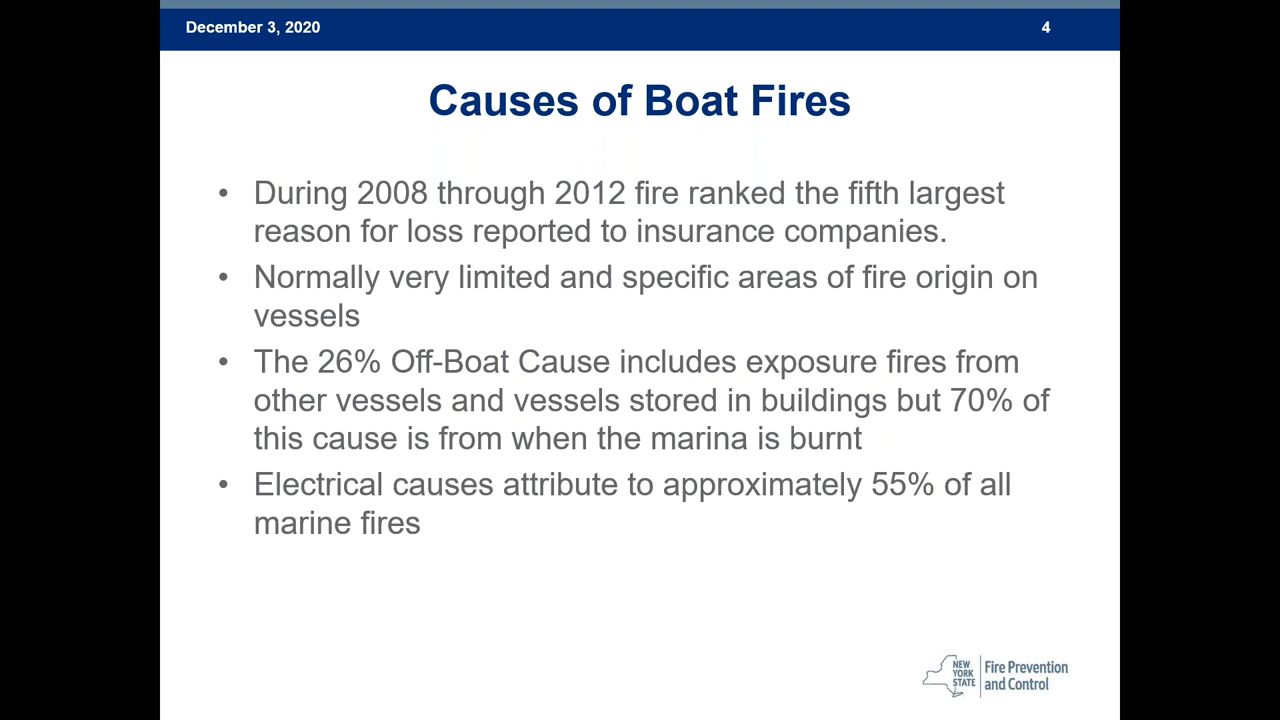 December 3, 2020
4
Causes of Boat Fires
• During 2008 through 2012 fire ranked the fifth largest
reason for loss reported to insurance companies.
• Normally very limited and specific areas of fire origin on
vessels
• The 26% Off-Boat Cause includes exposure fires from
other vessels and vessels stored in buildings but 70% of
this cause is from when the marina is burnt
• Electrical causes attribute to approximately 55% of all
marine fires
NEW
YORK
STATE
Fire Prevention
and Control